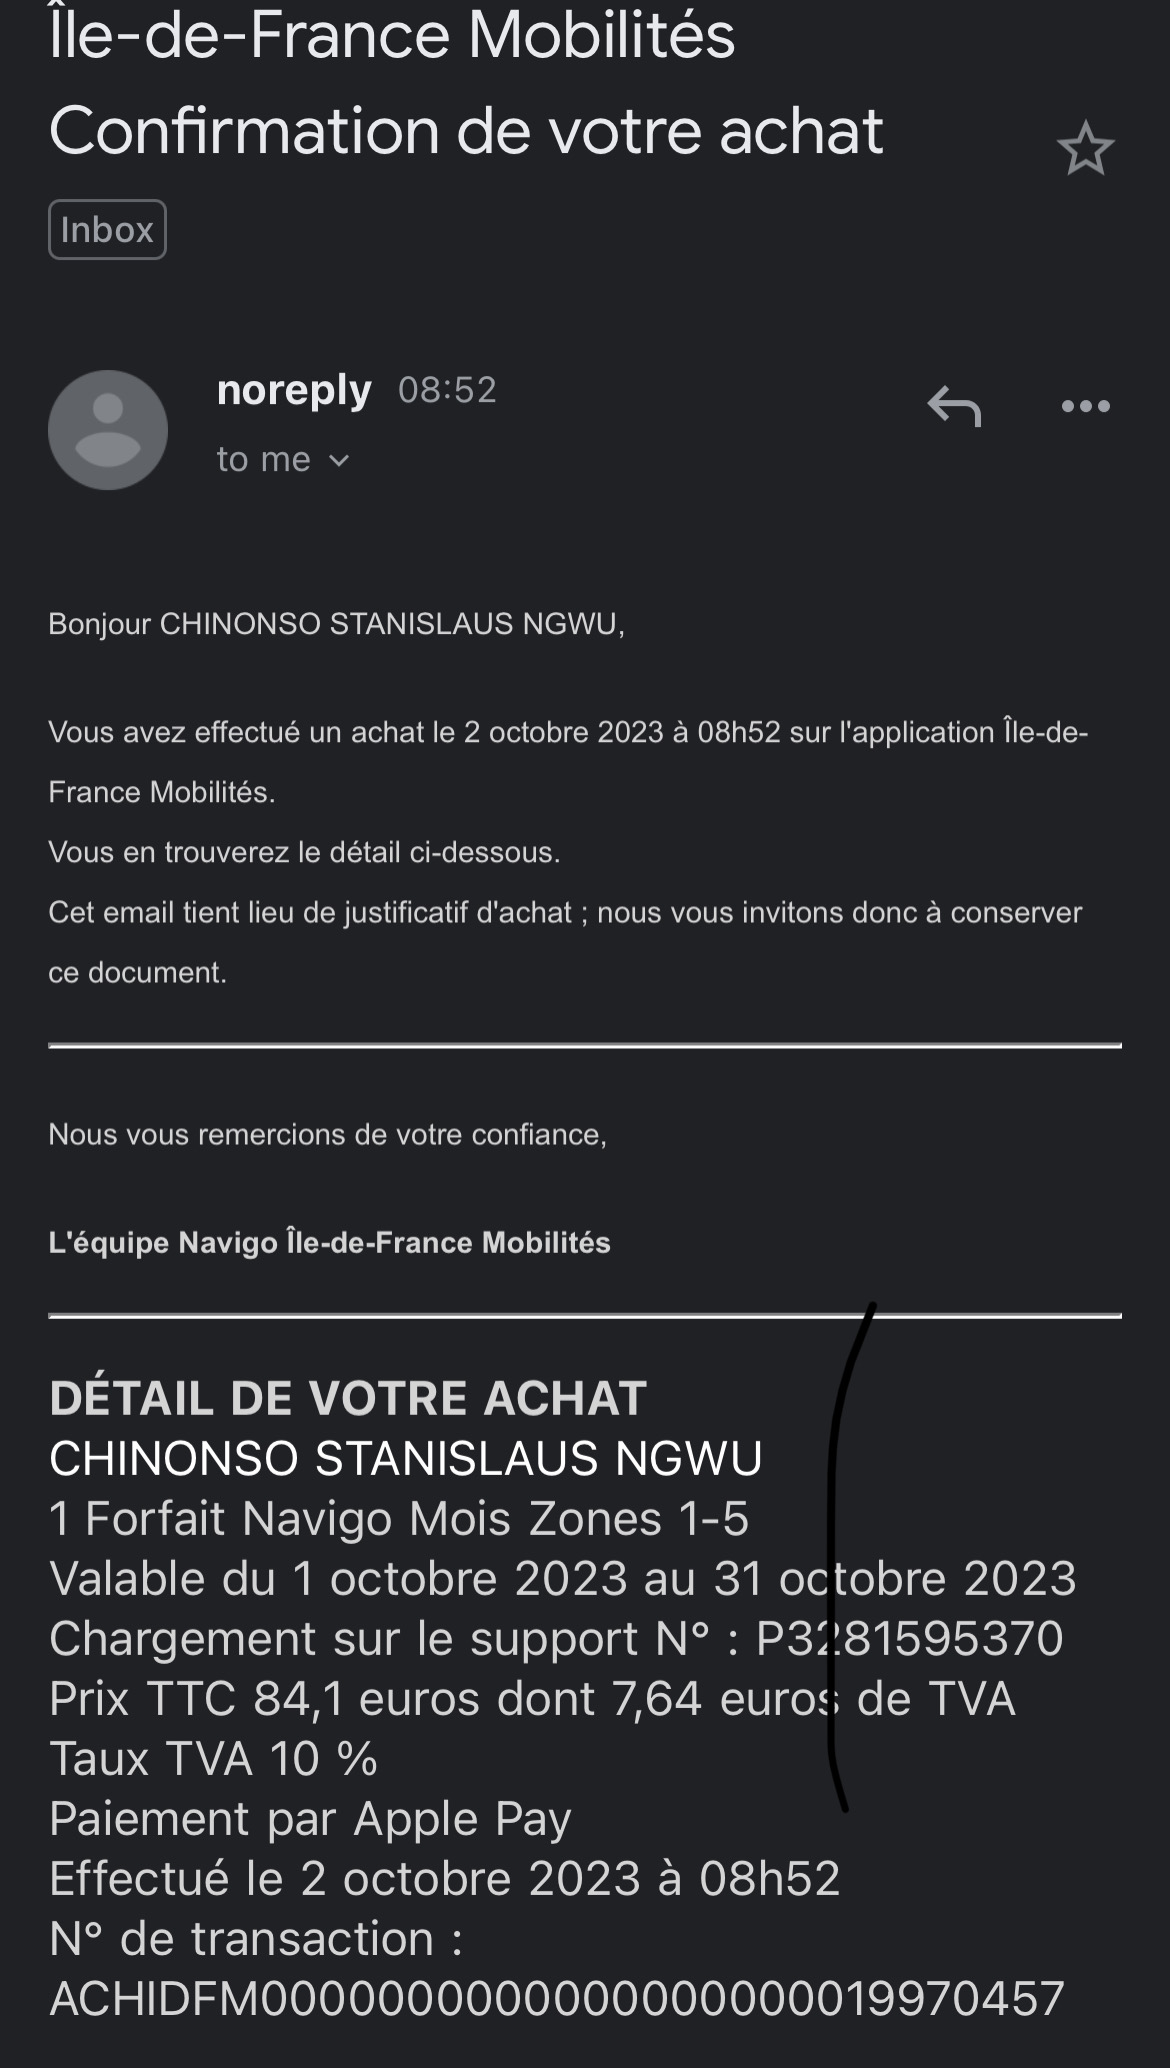 Île-de-France Mobilités
Confirmation de votre achat
Inbox
noreply 08:52
to me
Bonjour CHINONSO STANISLAUS NGWU,
Vous avez effectué un achat le 2 octobre 2023 à 08h52 sur l'application Île-de-
France Mobilités.
Vous en trouverez le détail ci-dessous.
Cet email tient lieu de justificatif d'achat ; nous vous invitons donc à conserver
ce document.
Nous vous remercions de votre confiance,
L'équipe Navigo Île-de-France Mobilités
DÉTAIL DE VOTRE ACHAT
CHINONSO STANISLAUS NGWU
1 Forfait Navigo Mois Zones 1-5
Valable du 1 octobre 2023 au 31 octobre 2023
Chargement sur le support N° : P3281595370
Prix TTC 84,1 euros dont 7,64 euros de TVA
Taux TVA 10 %
Paiement par Apple Pay
Effectué le 2 octobre 2023 à 08h52
N° de transaction :
ACHIDFM00000000000000000000019970457